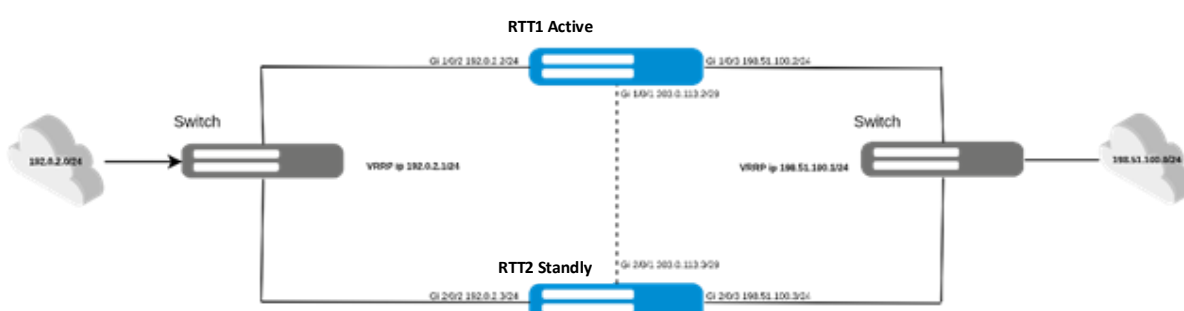 RTT1 Active
Gi 1/0/2 192.0.2.2/24
Gi 1/0/3 198.51.100.2/24
Gi 1/0/1 203.0.113.2/29
Switch
Switch
192.0.2.0/24
VRRP ip 192.0.2.1/24
VRRP ip 198.51.100.1/24
198.51.100.0/24
RTT2 Standly
Gi 2/0/1 203.0.113.3/29
Gi 2/0/2 192.0.2.3/24
Gi 2/0/3 198.51.100.3/24